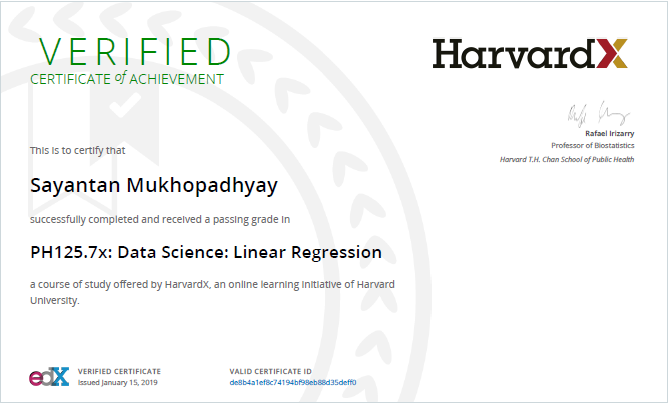 VERIFIED
CERTIFICATE of ACHIEVEMENT
HarvardX
Rafael Irizarry
Professor of Biostatistics
Harvard T.H. Chan School of Public Health
This is to certify that
Sayantan Mukhopadhyay
successfully completed and received a passing grade in
PH125.7x: Data Science: Linear Regression
a course of study offered by HarvardX, an online learning initiative of Harvard
University.
edX
VERIFIED CERTIFICATE
Issued January 15, 2019
VALID CERTIFICATE ID
de8b4a1ef8c74194bf98eb88d35deff0